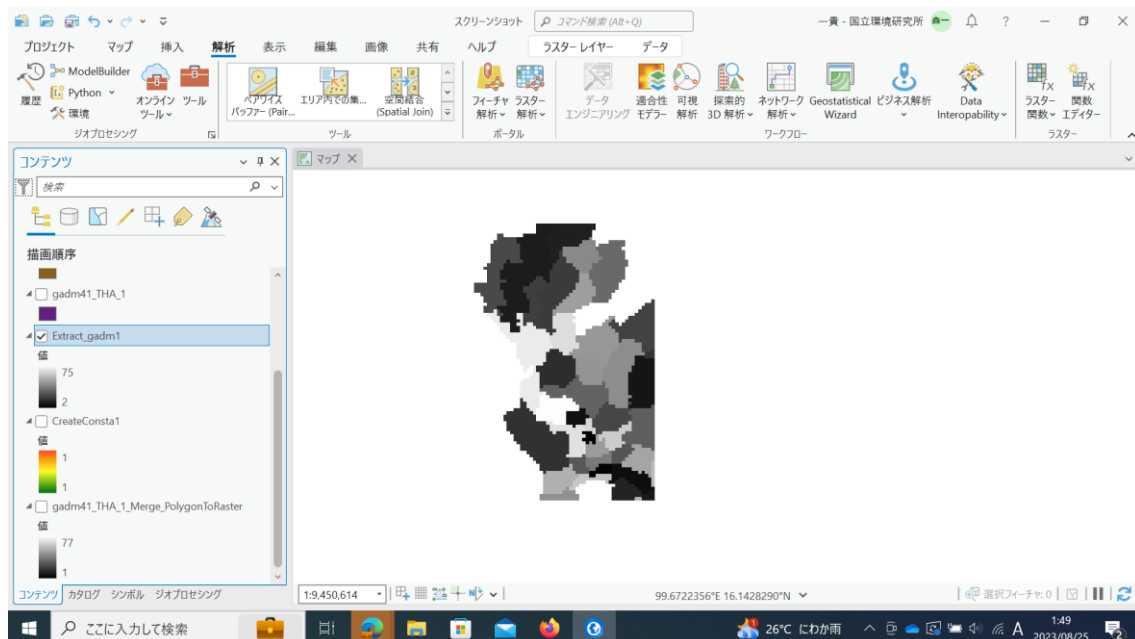 スクリーンショット
コマンド検索 (Alt+Q)
一貴 - 国立環境研究所
?
プロジェクト マップ 挿入 解析 表示 編集 画像 共有 ヘルプ ラスター レイヤー データ
履歴
ModelBuilder
Python
環境
オンライン ツール
ツール
ジオプロセシング
ペアワイズ バッファー (Pair...
エリア内での集...
空間結合 (Spatial Join)
ツール
フィーチャ 解析
ラスター 解析
ポータル
データ エンジニアリング
適合性 モデラー
可視 解析
探索的 3D 解析
ネットワーク 解析
Geostatistical Wizard
ビジネス解析
Data Interoperability
ワークフロー
ラスター 関数
関数 エディター
ラスター
コンテンツ
マップ
検索
描画順序
gadm41_THA_1
Extract_gadm1
値
75
2
CreateConsta1
値
1
1
gadm41_THA_1_Merge_PolygonToRaster
値
77
1
コンテンツ カタログ シンボル ジオプロセシング
1:9,450,614
99.6722356°E 16.1428290°N
選択フィーチャ: 0
ここに入力して検索
26°C にわか雨
A
1:49
2023/08/25
2